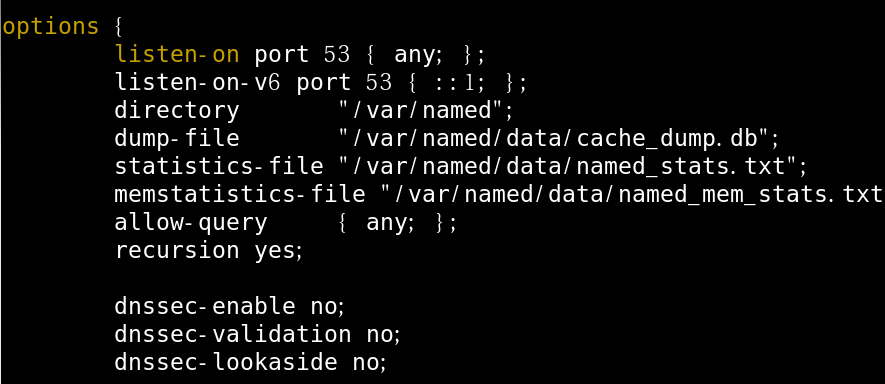 options {
        listen-on port 53 { any; };
        listen-on-v6 port 53 { ::1; };
        directory       "/var/named";
        dump-file       "/var/named/data/cache_dump.db";
        statistics-file "/var/named/data/named_stats.txt";
        memstatistics-file "/var/named/data/named_mem_stats.txt
        allow-query     { any; };
        recursion yes;

        dnssec-enable no;
        dnssec-validation no;
        dnssec-lookaside no;